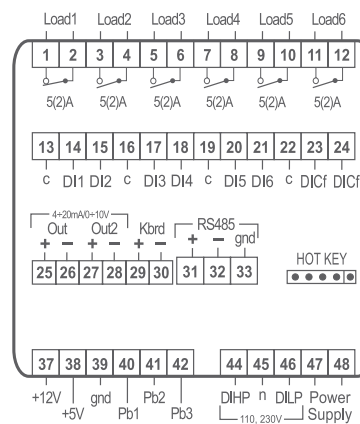 Load1 Load2 Load3 Load4 Load5 Load6
1 2 3 4 5 6 7 8 9 10 11 12
5(2)A 5(2)A 5(2)A 5(2)A 5(2)A 5(2)A
13 14 15 16 17 18 19 20 21 22 23 24
c DI1 DI2 c DI3 DI4 c DI5 DI6 c DICf DICf
4÷20mA/0÷10V
Out Out2 Kbrd RS485
+ − + − + − + − gnd
25 26 27 28 29 30 31 32 33
HOT KEY
37 38 39 40 41 42 44 45 46 47 48
+12V gnd Pb2 DIHP n DILP Power
+5V Pb1 Pb3 110, 230V Supply